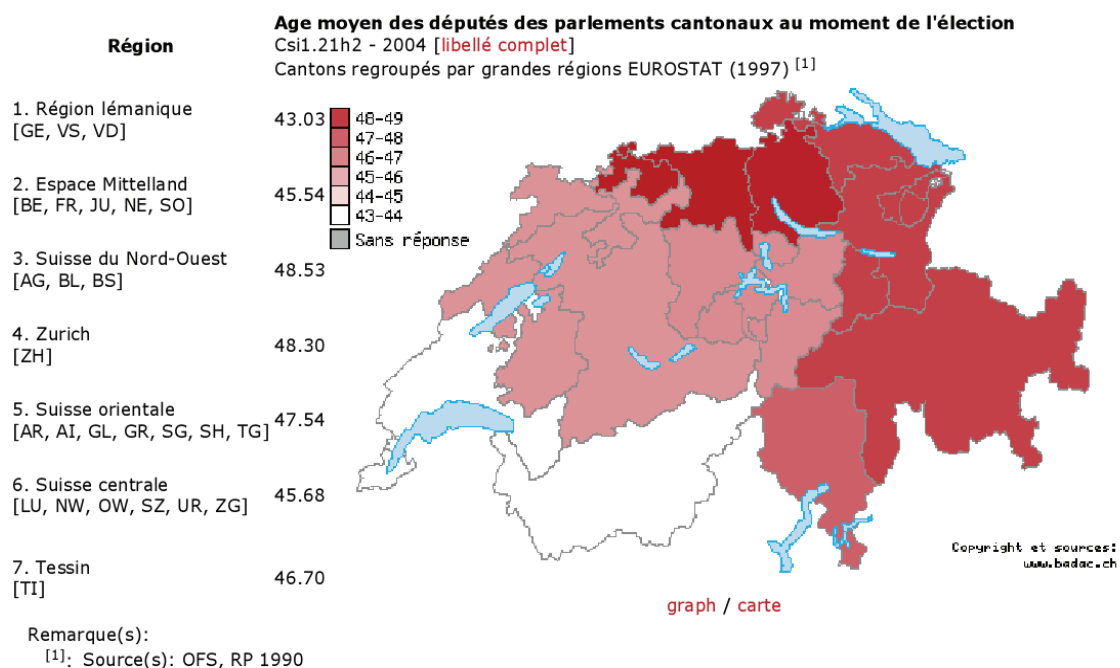 Région
Age moyen des députés des parlements cantonaux au moment de l'élection
Csi1.21h2 - 2004 [libellé complet]
Cantons regroupés par grandes régions EUROSTAT (1997) [1]
1. Région lémanique
[GE, VS, VD]
43.03
2. Espace Mittelland
[BE, FR, JU, NE, SO]
45.54
3. Suisse du Nord-Ouest
[AG, BL, BS]
48.53
4. Zurich
[ZH]
48.30
5. Suisse orientale
[AR, AI, GL, GR, SG, SH, TG]
47.54
6. Suisse centrale
[LU, NW, OW, SZ, UR, ZG]
45.68
7. Tessin
[TI]
46.70
48-49
47-48
46-47
45-46
44-45
43-44
Sans réponse
Copyright et sources:
www.badac.ch
graph / carte
Remarque(s):
[1]: Source(s): OFS, RP 1990